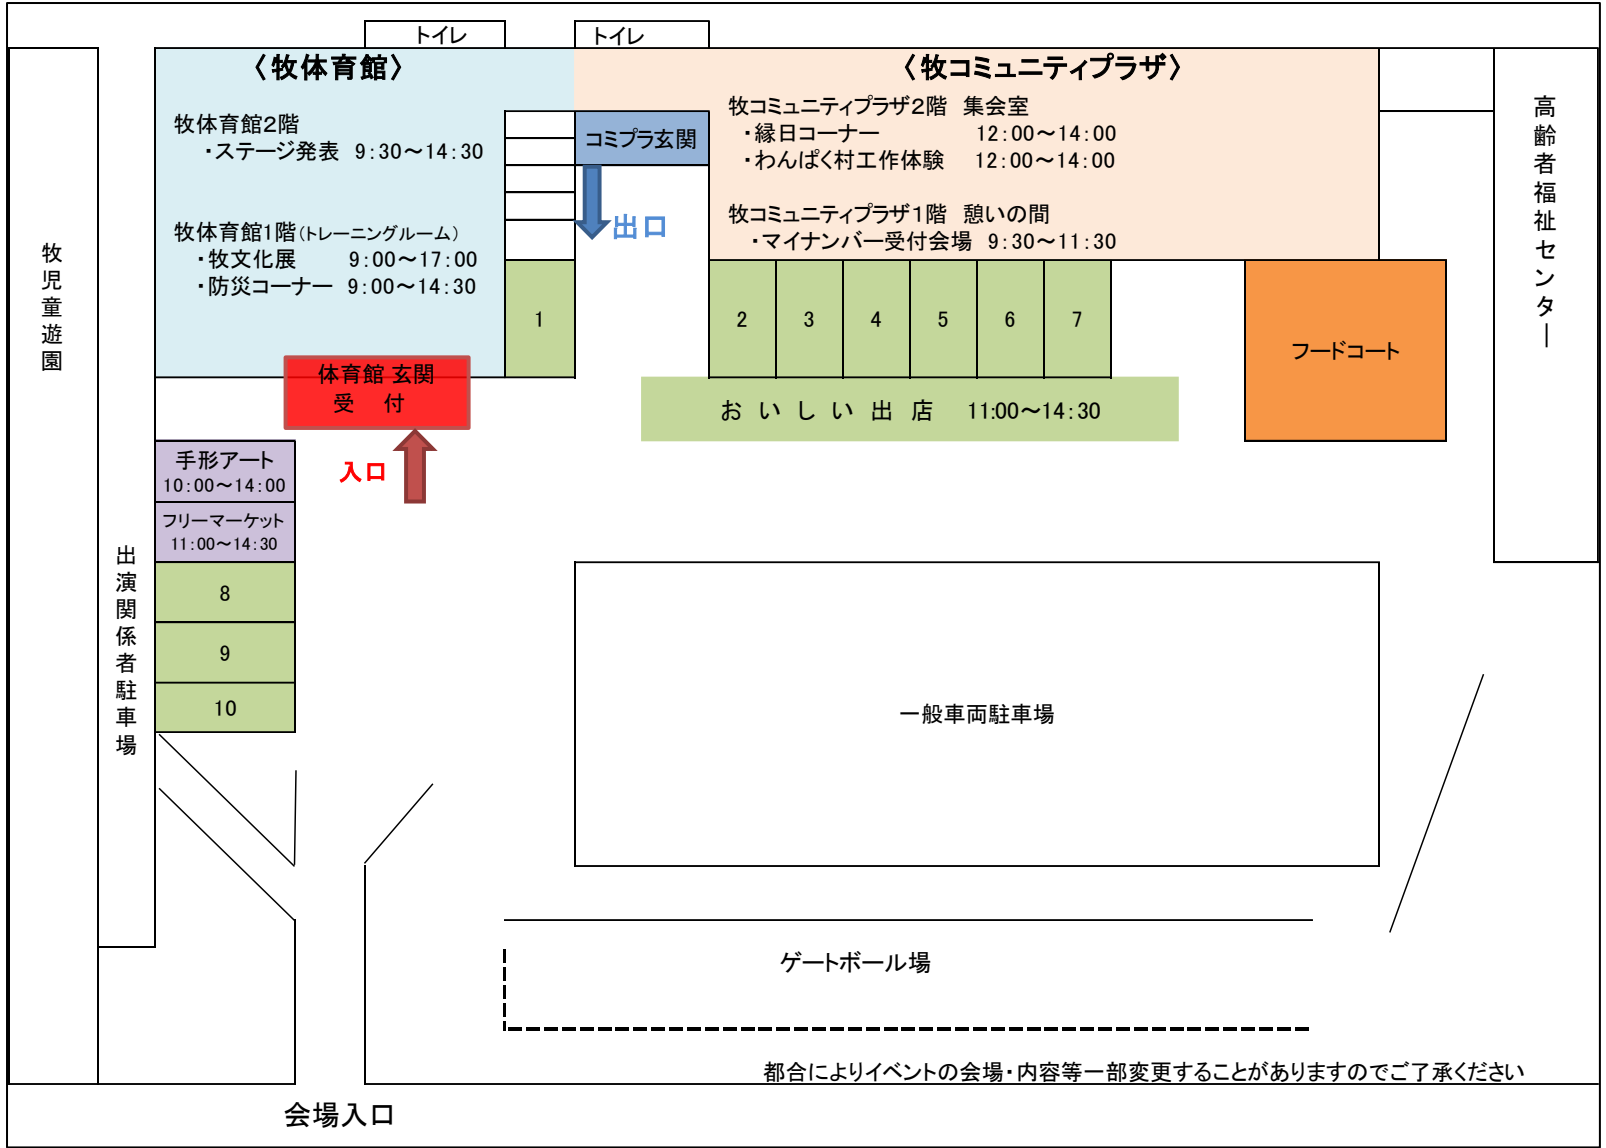 トイレ
トイレ
〈牧体育館〉
〈牧コミュニティプラザ〉
牧体育館2階
・ステージ発表 9:30～14:30
牧体育館1階(トレーニングルーム)
・牧文化展 9:00～17:00
・防災コーナー 9:00～14:30
コミプラ玄関
出口
牧コミュニティプラザ2階 集会室
・縁日コーナー 12:00～14:00
・わんぱく村工作体験 12:00～14:00
牧コミュニティプラザ1階 憩いの間
・マイナンバー受付会場 9:30～11:30
高齢者福祉センター
牧児童遊園
1
2
3
4
5
6
7
フードコート
体育館 玄関
受 付
おいしい出店 11:00～14:30
入口
手形アート
10:00～14:00
フリーマーケット
11:00～14:30
8
9
10
出演関係者駐車場
一般車両駐車場
ゲートボール場
都合によりイベントの会場・内容等一部変更することがありますのでご了承ください
会場入口